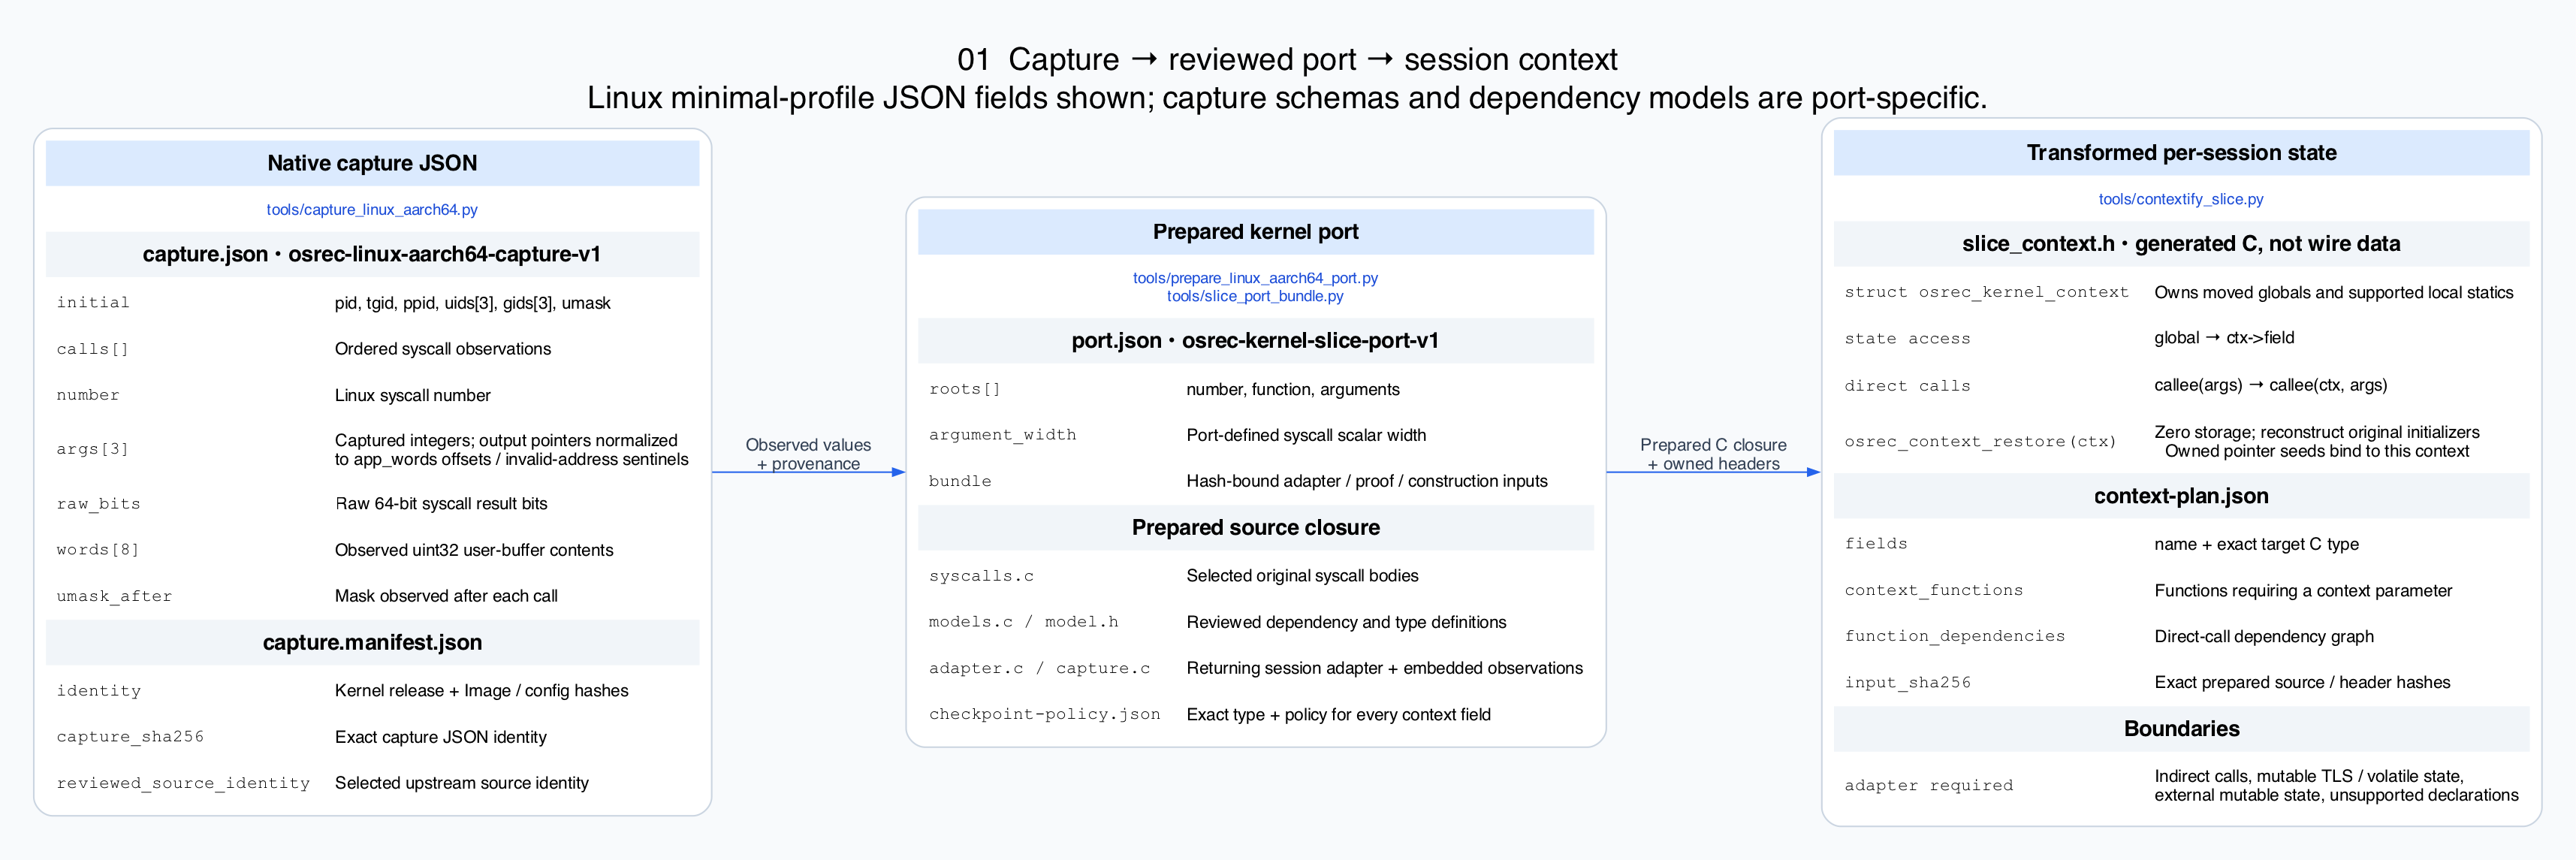 01  Capture → reviewed port → session context
Linux minimal-profile JSON fields shown; capture schemas and dependency models are port-specific.
Native capture JSON
tools/capture_linux_aarch64.py
capture.json • osrec-linux-aarch64-capture-v1
initial pid, tgid, ppid, uids[3], gids[3], umask
calls[] Ordered syscall observations
number Linux syscall number
args[3] Captured integers; output pointers normalized
to app_words offsets / invalid-address sentinels
raw_bits Raw 64-bit syscall result bits
words[8] Observed uint32 user-buffer contents
umask_after Mask observed after each call
capture.manifest.json
identity Kernel release + Image / config hashes
capture_sha256 Exact capture JSON identity
reviewed_source_identity Selected upstream source identity
Observed values
+ provenance
Prepared kernel port
tools/prepare_linux_aarch64_port.py
tools/slice_port_bundle.py
port.json • osrec-kernel-slice-port-v1
roots[] number, function, arguments
argument_width Port-defined syscall scalar width
bundle Hash-bound adapter / proof / construction inputs
Prepared source closure
syscalls.c Selected original syscall bodies
models.c / model.h Reviewed dependency and type definitions
adapter.c / capture.c Returning session adapter + embedded observations
checkpoint-policy.json Exact type + policy for every context field
Prepared C closure
+ owned headers
Transformed per-session state
tools/contextify_slice.py
slice_context.h • generated C, not wire data
struct osrec_kernel_context Owns moved globals and supported local statics
state access global → ctx->field
direct calls callee(args) → callee(ctx, args)
osrec_context_restore(ctx) Zero storage; reconstruct original initializers
Owned pointer seeds bind to this context
context-plan.json
fields name + exact target C type
context_functions Functions requiring a context parameter
function_dependencies Direct-call dependency graph
input_sha256 Exact prepared source / header hashes
Boundaries
adapter required Indirect calls, mutable TLS / volatile state,
external mutable state, unsupported declarations